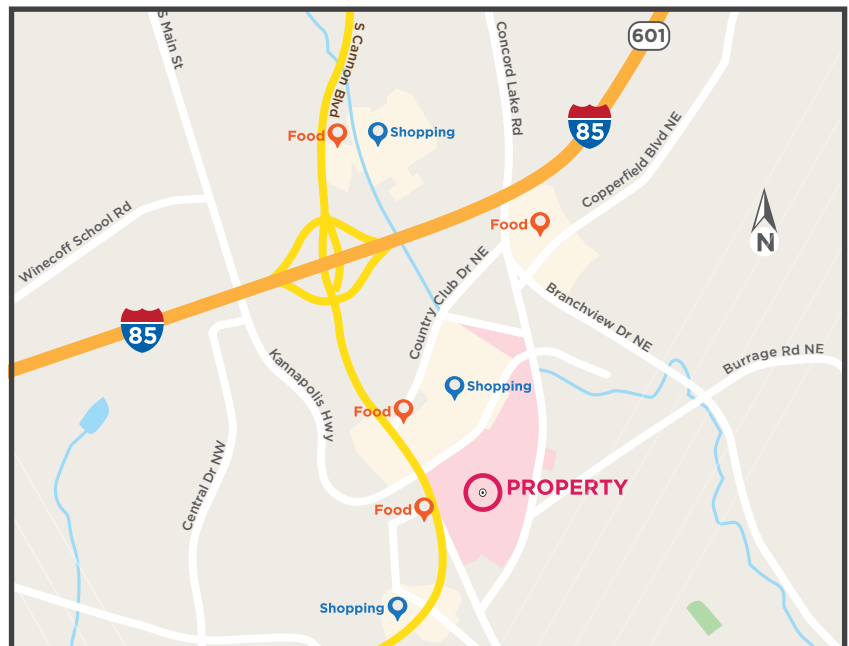 S Main St
S Cannon Blvd
Concord Lake Rd
601
85
Food
Shopping
Copperfield Blvd NE
Winecoff School Rd
Food
N
Country Club Dr NE
Branchview Dr NE
85
Kannapolis Hwy
Burrage Rd NE
Shopping
Food
Central Dr NW
PROPERTY
Food
Shopping